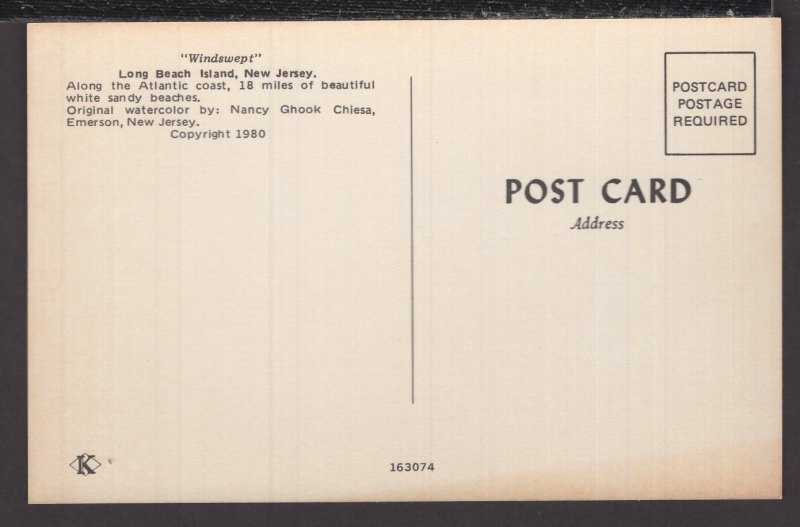 "Windswept"
Long Beach Island, New Jersey.
Along the Atlantic coast, 18 miles of beautiful
white sandy beaches.
Original watercolor by: Nancy Ghook Chiesa,
Emerson, New Jersey.
Copyright 1980
POSTCARD
POSTAGE
REQUIRED
POST CARD
Address
K
163074